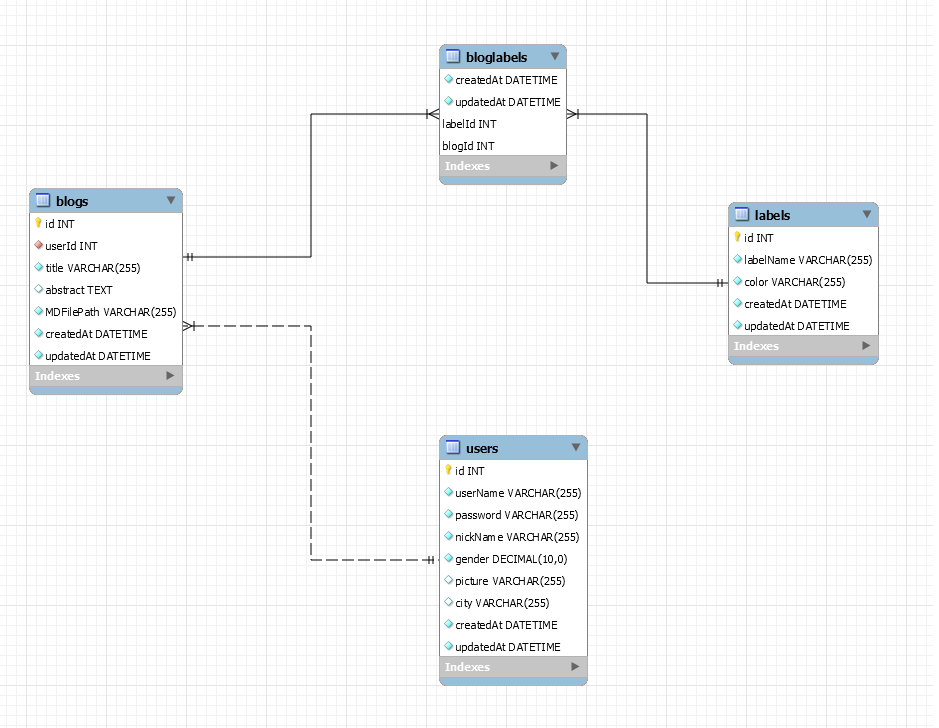 bloglabels
createdAt DATETIME
updatedAt DATETIME
labelId INT
blogId INT
Indexes
blogs
id INT
userId INT
title VARCHAR(255)
abstract TEXT
MDFilePath VARCHAR(255)
createdAt DATETIME
updatedAt DATETIME
Indexes
labels
id INT
labelName VARCHAR(255)
color VARCHAR(255)
createdAt DATETIME
updatedAt DATETIME
Indexes
users
id INT
userName VARCHAR(255)
password VARCHAR(255)
nickName VARCHAR(255)
gender DECIMAL(10,0)
picture VARCHAR(255)
city VARCHAR(255)
createdAt DATETIME
updatedAt DATETIME
Indexes